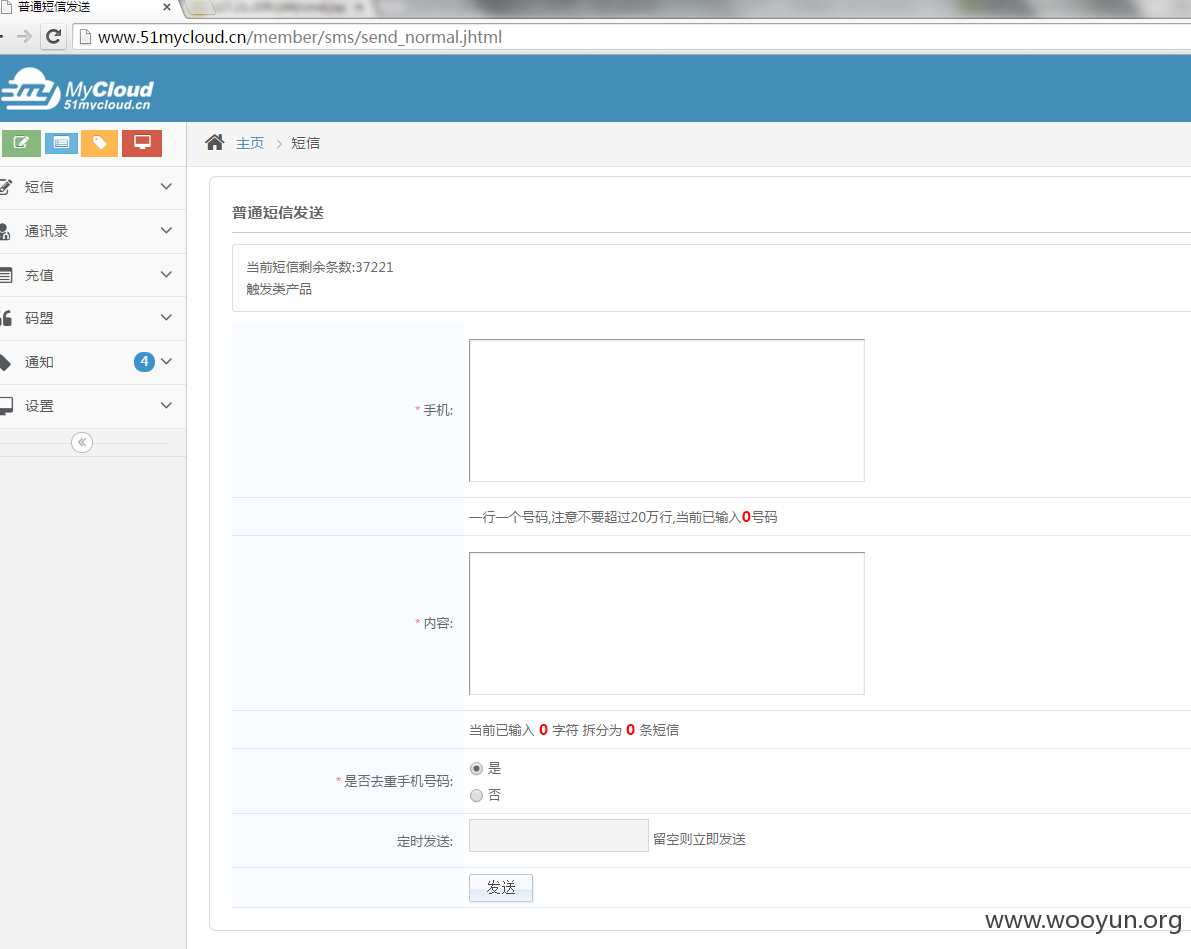 普通短信发送
www.51mycloud.cn/member/sms/send_normal.jhtml
MyCloud
51mycloud.cn
主页 > 短信
短信
通讯录
充值
码盟
通知 4
设置
普通短信发送
当前短信剩余条数:37221
触发类产品
* 手机:
一行一个号码,注意不要超过20万行,当前已输入0号码
* 内容:
当前已输入 0 字符 拆分为 0 条短信
* 是否去重手机号码:
是
否
定时发送:
留空则立即发送
发送
www.wooyun.org